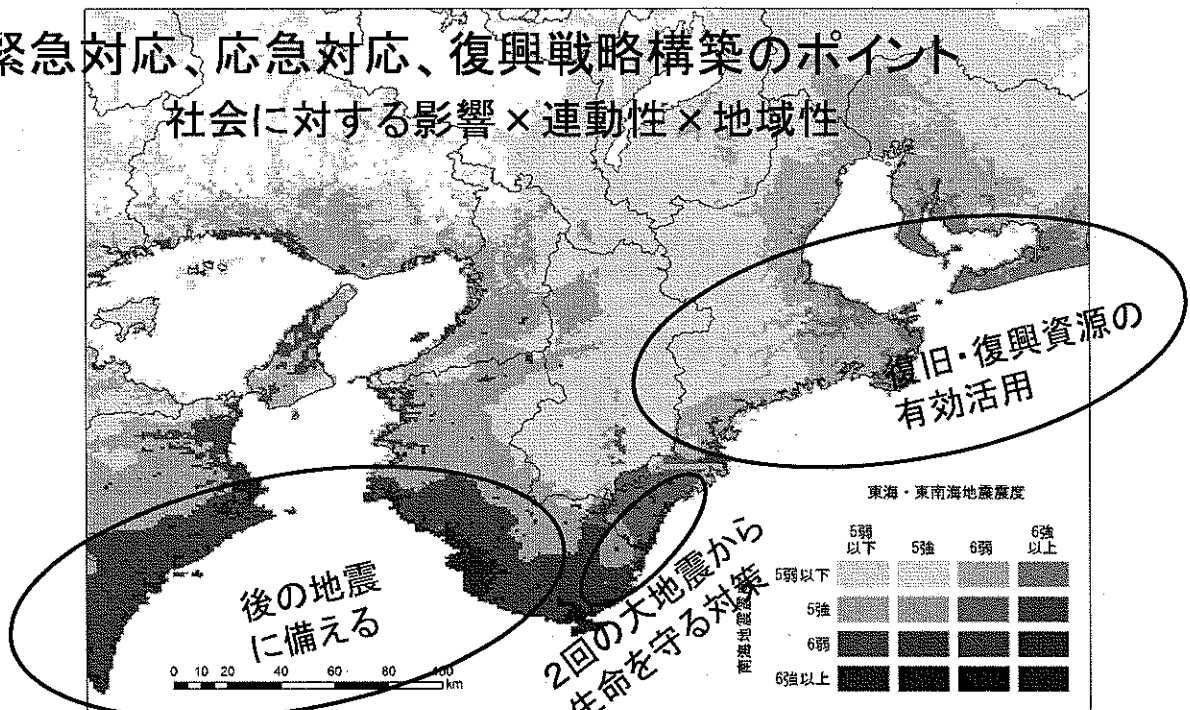 緊急対応、応急対応、復興戦略構築のポイント
社会に対する影響×連動性×地域性
復旧・復興資源の
有効活用
後の地震
に備える
2回の大地震から
生命を守る対策
0 10 20 40 60 80 100
km
東海・東南海地震震度
5弱以下 5強 6弱 6強以上
南海地震震度
5弱以下
5強
6弱
6強以上